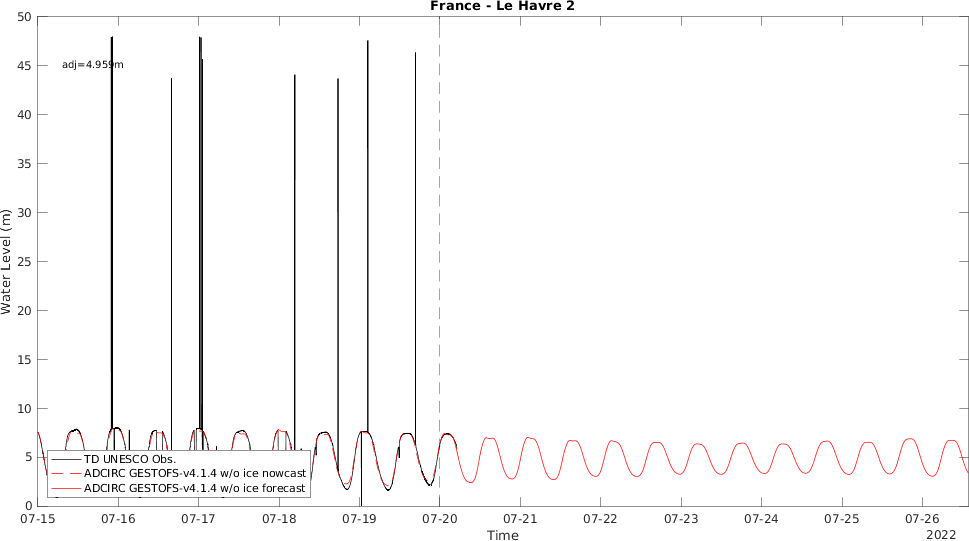 France - Le Havre 2
50
45
40
35
30
25
20
15
10
5
0
Water Level (m)
adj=4.959m
TD UNESCO Obs.
ADCIRC GESTOFS-v4.1.4 w/o ice nowcast
ADCIRC GESTOFS-v4.1.4 w/o ice forecast
07-15 07-16 07-17 07-18 07-19 07-20 07-21 07-22 07-23 07-24 07-25 07-26
Time
2022